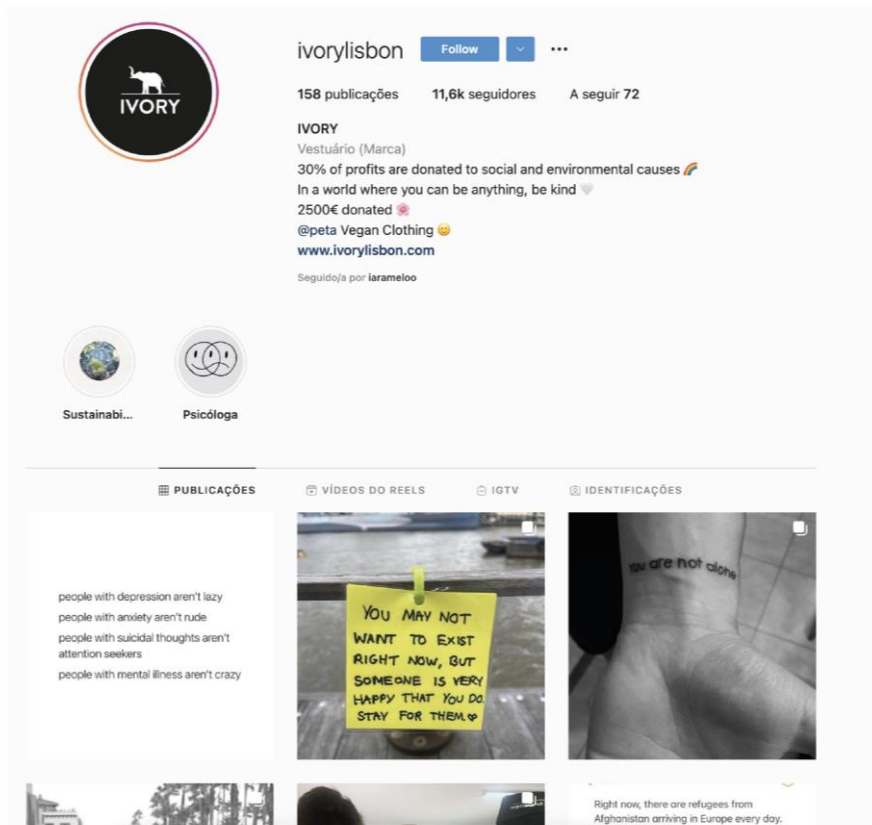 IVORY
ivorylisbon
Follow
158 publicações 11,6k seguidores A seguir 72
IVORY
Vestuário (Marca)
30% of profits are donated to social and environmental causes 🌈
In a world where you can be anything, be kind 🤍
2500€ donated 🌸
@peta Vegan Clothing 😊
www.ivorylisbon.com
Seguido/a por iarameloo
Sustainabi... Psicóloga
PUBLICAÇÕES VÍDEOS DO REELS IGTV IDENTIFICAÇÕES
people with depression aren't lazy
people with anxiety aren't rude
people with suicidal thoughts aren't
attention seekers
people with mental illness aren't crazy
YOU MAY NOT
WANT TO EXIST
RIGHT NOW, BUT
SOMEONE IS VERY
HAPPY THAT YOU DO.
STAY FOR THEM♡
you are not alone
Right now, there are refugees from
Afghanistan arriving in Europe every day.